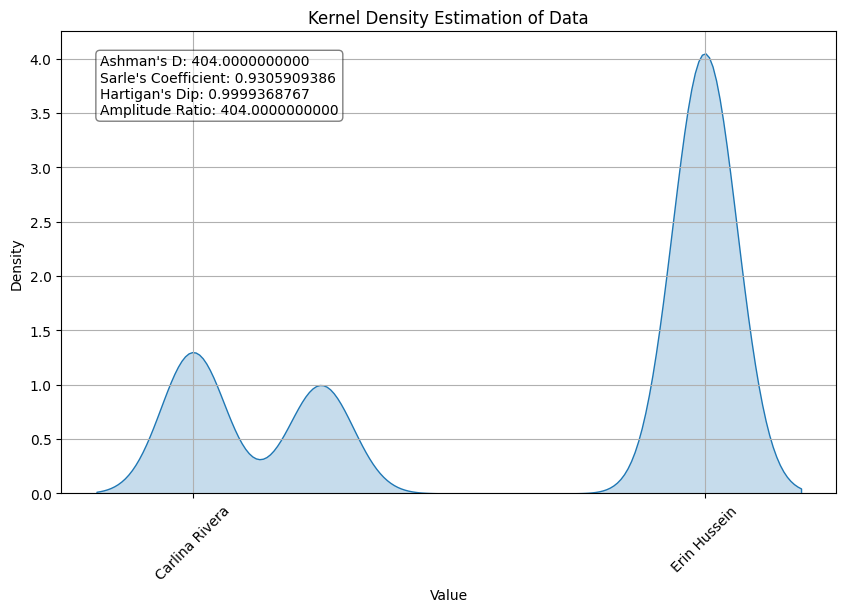 Kernel Density Estimation of Data
Ashman's D: 404.0000000000
Sarle's Coefficient: 0.9305909386
Hartigan's Dip: 0.9999368767
Amplitude Ratio: 404.0000000000
Density
4.0
3.5
3.0
2.5
2.0
1.5
1.0
0.5
0.0
Carlina Rivera
Erin Hussein
Value